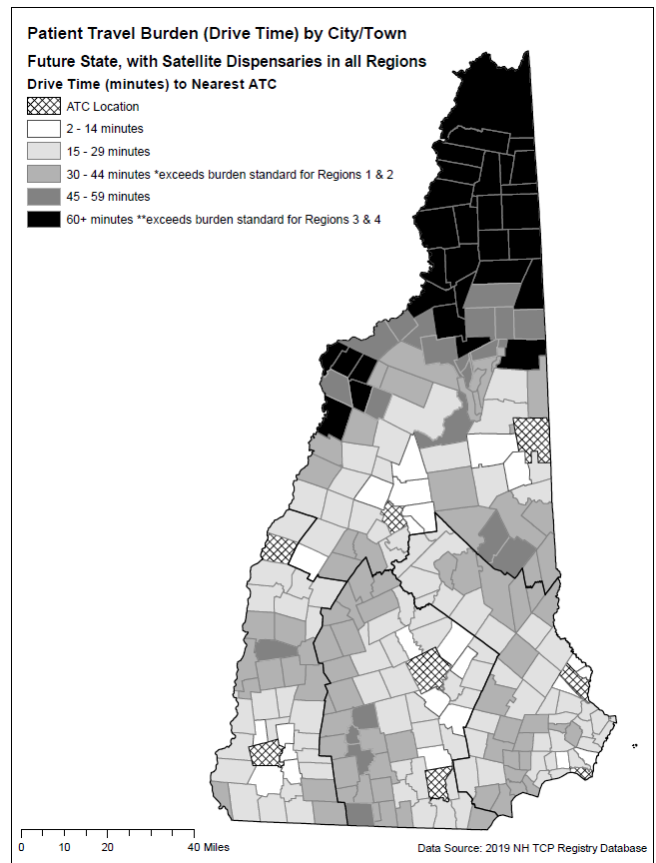 Patient Travel Burden (Drive Time) by City/Town
Future State, with Satellite Dispensaries in all Regions
Drive Time (minutes) to Nearest ATC
ATC Location
2 - 14 minutes
15 - 29 minutes
30 - 44 minutes *exceeds burden standard for Regions 1 & 2
45 - 59 minutes
60+ minutes **exceeds burden standard for Regions 3 & 4
0 10 20 40 Miles
Data Source: 2019 NH TCP Registry Database